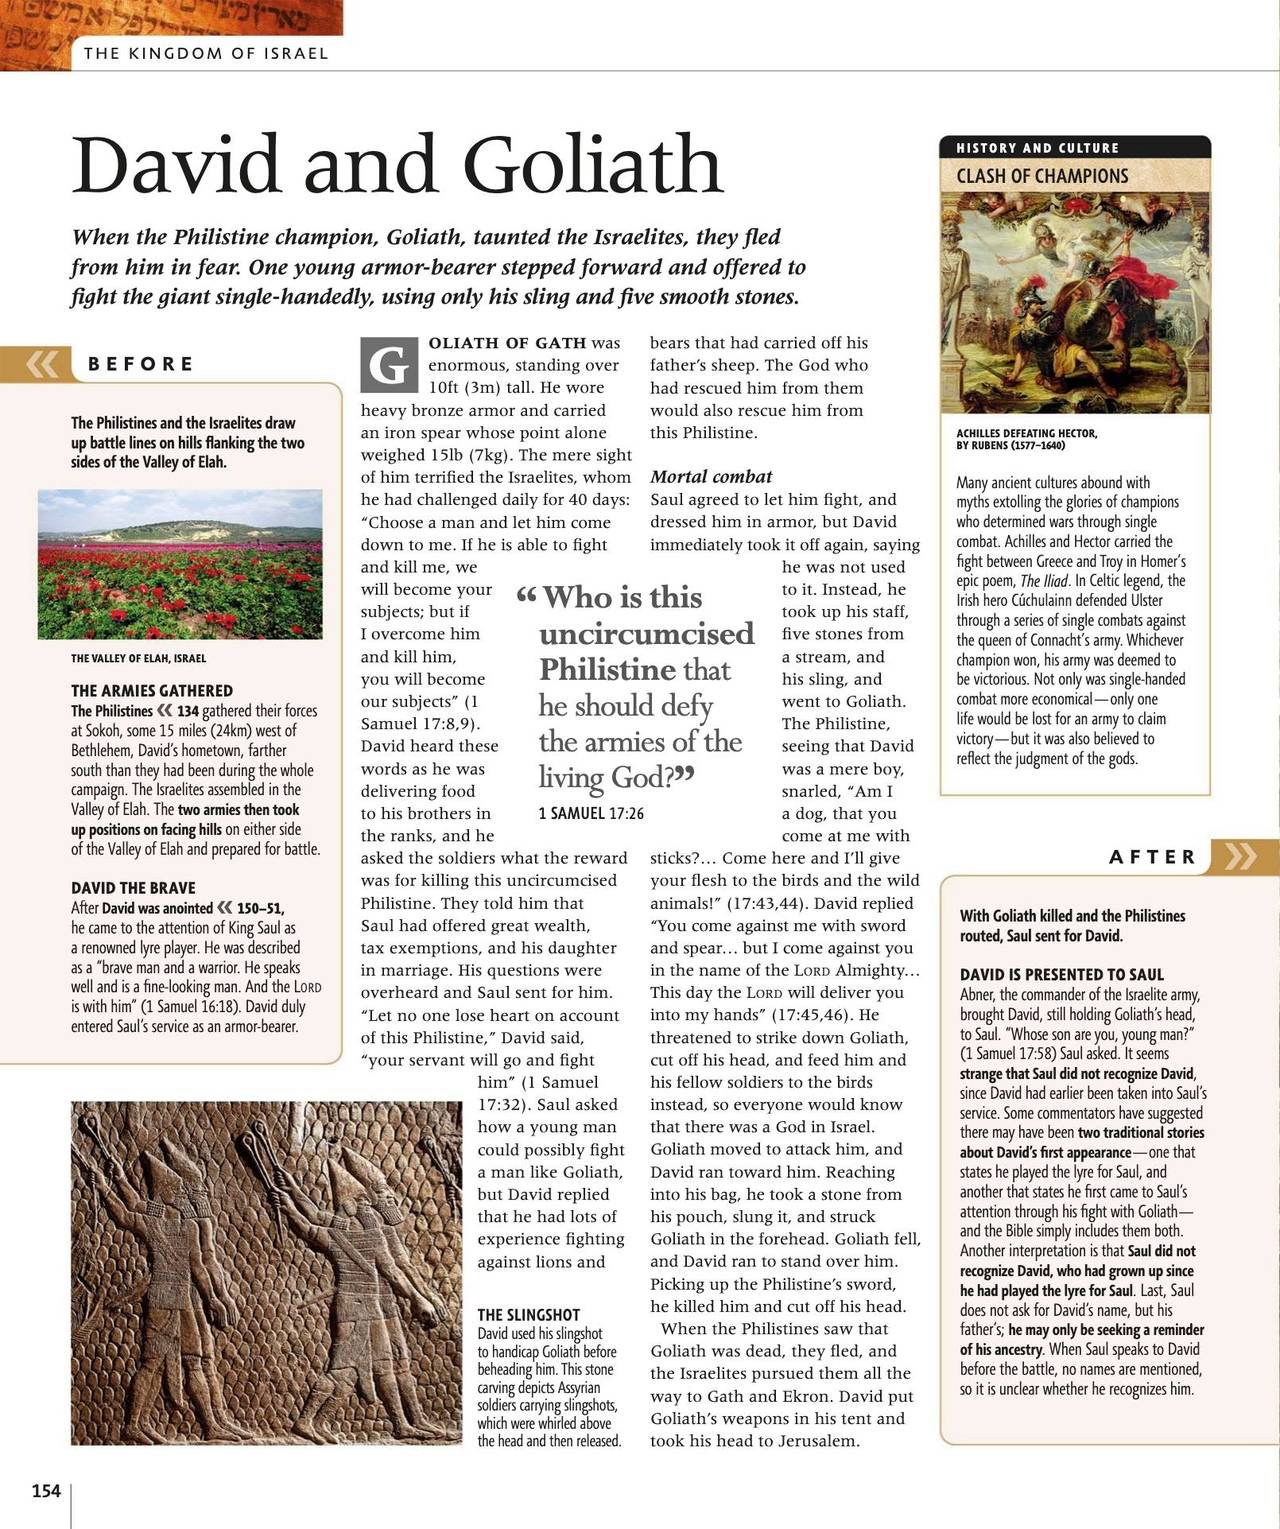 THE KINGDOM OF ISRAEL
David and Goliath
When the Philistine champion, Goliath, taunted the Israelites, they fled
from him in fear. One young armor-bearer stepped forward and offered to
fight the giant single-handedly, using only his sling and five smooth stones.
« BEFORE
The Philistines and the Israelites draw
up battle lines on hills flanking the two
sides of the Valley of Elah.
THE VALLEY OF ELAH, ISRAEL
THE ARMIES GATHERED
The Philistines « 134 gathered their forces
at Sokoh, some 15 miles (24km) west of
Bethlehem, David's hometown, farther
south than they had been during the whole
campaign. The Israelites assembled in the
Valley of Elah. The two armies then took
up positions on facing hills on either side
of the Valley of Elah and prepared for battle.
DAVID THE BRAVE
After David was anointed « 150–51,
he came to the attention of King Saul as
a renowned lyre player. He was described
as a “brave man and a warrior. He speaks
well and is a fine-looking man. And the LORD
is with him” (1 Samuel 16:18). David duly
entered Saul's service as an armor-bearer.
GOLIATH OF GATH was
enormous, standing over
10ft (3m) tall. He wore
heavy bronze armor and carried
an iron spear whose point alone
weighed 15lb (7kg). The mere sight
of him terrified the Israelites, whom
he had challenged daily for 40 days:
“Choose a man and let him come
down to me. If he is able to fight
and kill me, we
will become your
subjects; but if
I overcome him
and kill him,
you will become
our subjects” (1
Samuel 17:8,9).
David heard these
words as he was
delivering food
to his brothers in
the ranks, and he
asked the soldiers what the reward
was for killing this uncircumcised
Philistine. They told him that
Saul had offered great wealth,
tax exemptions, and his daughter
in marriage. His questions were
overheard and Saul sent for him.
“Let no one lose heart on account
of this Philistine,” David said,
“your servant will go and fight
him” (1 Samuel
17:32). Saul asked
how a young man
could possibly fight
a man like Goliath,
but David replied
that he had lots of
experience fighting
against lions and
bears that had carried off his
father's sheep. The God who
had rescued him from them
would also rescue him from
this Philistine.
Mortal combat
Saul agreed to let him fight, and
dressed him in armor, but David
immediately took it off again, saying
he was not used
to it. Instead, he
took up his staff,
five stones from
a stream, and
his sling, and
went to Goliath.
The Philistine,
seeing that David
was a mere boy,
snarled, “Am I
a dog, that you
come at me with
sticks?… Come here and I'll give
your flesh to the birds and the wild
animals!” (17:43,44). David replied
“You come against me with sword
and spear… but I come against you
in the name of the LORD Almighty…
This day the LORD will deliver you
into my hands” (17:45,46). He
threatened to strike down Goliath,
cut off his head, and feed him and
his fellow soldiers to the birds
instead, so everyone would know
that there was a God in Israel.
Goliath moved to attack him, and
David ran toward him. Reaching
into his bag, he took a stone from
his pouch, slung it, and struck
Goliath in the forehead. Goliath fell,
and David ran to stand over him.
Picking up the Philistine's sword,
he killed him and cut off his head.
When the Philistines saw that
Goliath was dead, they fled, and
the Israelites pursued them all the
way to Gath and Ekron. David put
Goliath's weapons in his tent and
took his head to Jerusalem.
“Who is this
uncircumcised
Philistine that
he should defy
the armies of the
living God?”
1 SAMUEL 17:26
THE SLINGSHOT
David used his slingshot
to handicap Goliath before
beheading him. This stone
carving depicts Assyrian
soldiers carrying slingshots,
which were whirled above
the head and then released.
HISTORY AND CULTURE
CLASH OF CHAMPIONS
ACHILLES DEFEATING HECTOR,
BY RUBENS (1577–1640)
Many ancient cultures abound with
myths extolling the glories of champions
who determined wars through single
combat. Achilles and Hector carried the
fight between Greece and Troy in Homer's
epic poem, The Iliad. In Celtic legend, the
Irish hero Cúchulainn defended Ulster
through a series of single combats against
the queen of Connacht's army. Whichever
champion won, his army was deemed to
be victorious. Not only was single-handed
combat more economical—only one
life would be lost for an army to claim
victory—but it was also believed to
reflect the judgment of the gods.
AFTER »
With Goliath killed and the Philistines
routed, Saul sent for David.
DAVID IS PRESENTED TO SAUL
Abner, the commander of the Israelite army,
brought David, still holding Goliath's head,
to Saul. “Whose son are you, young man?”
(1 Samuel 17:58) Saul asked. It seems
strange that Saul did not recognize David,
since David had earlier been taken into Saul's
service. Some commentators have suggested
there may have been two traditional stories
about David's first appearance—one that
states he played the lyre for Saul, and
another that states he first came to Saul's
attention through his fight with Goliath—
and the Bible simply includes them both.
Another interpretation is that Saul did not
recognize David, who had grown up since
he had played the lyre for Saul. Last, Saul
does not ask for David's name, but his
father's; he may only be seeking a reminder
of his ancestry. When Saul speaks to David
before the battle, no names are mentioned,
so it is unclear whether he recognizes him.
154